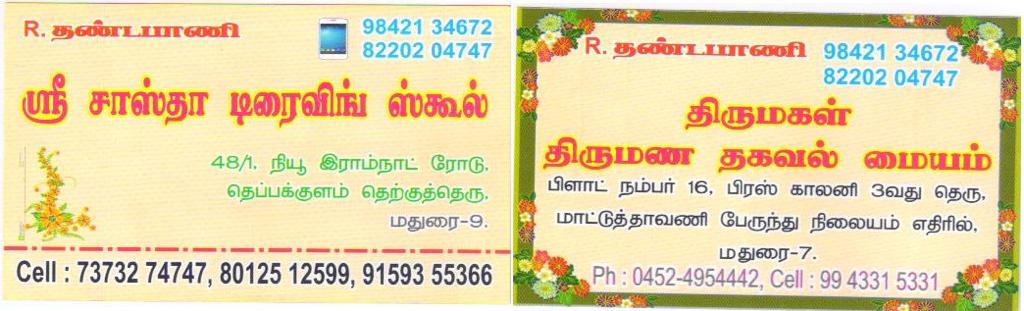 R. தண்டபாணி
98421 34672
82202 04747
ஸ்ரீ சாஸ்தா டிரைவிங் ஸ்கூல்
48/1. நியூ இராம்நாட் ரோடு.
தெப்பக்குளம் தெற்குத்தெரு.
மதுரை-9.
Cell : 73732 74747, 80125 12599, 91593 55366
R. தண்டபாணி
98421 34672
82202 04747
திருமகள்
திருமண தகவல் மையம்
பிளாட் நம்பர் 16, பிரஸ் காலனி 3வது தெரு,
மாட்டுத்தாவணி பேருந்து நிலையம் எதிரில்,
மதுரை-7.
Ph : 0452-4954442, Cell : 99 4331 5331